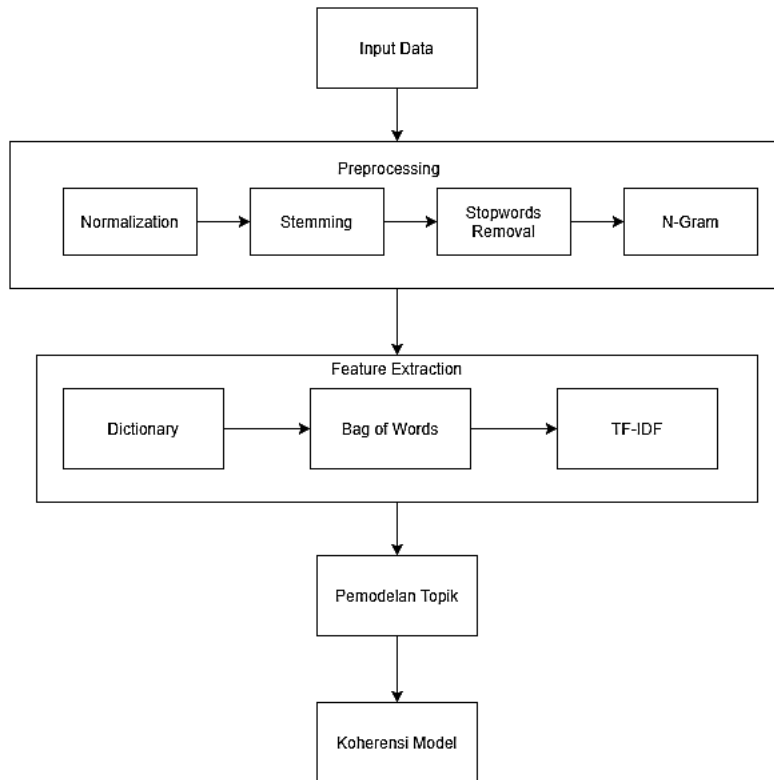 Input Data
Preprocessing
Normalization
Stemming
Stopwords
Removal
N-Gram
Feature Extraction
Dictionary
Bag of Words
TF-IDF
Pemodelan Topik
Koherensi Model